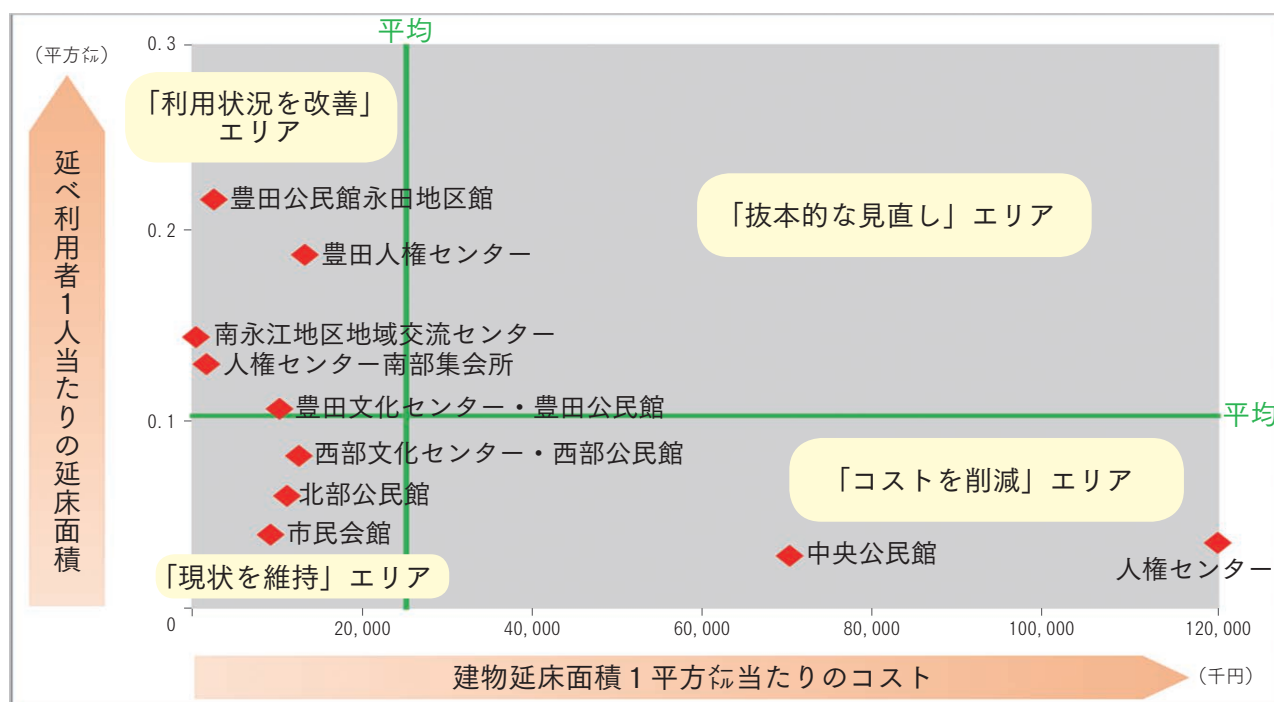 平均
（平方㍍）
0.3
「利用状況を改善」
エリア
豊田公民館永田地区館
「抜本的な見直し」エリア
0.2
豊田人権センター
延べ利用者１人当たりの延床面積
南永江地区地域交流センター
人権センター南部集会所
豊田文化センター・豊田公民館
平均
0.1
西部文化センター・西部公民館
「コストを削減」エリア
北部公民館
市民会館
中央公民館
人権センター
「現状を維持」エリア
0
20,000
40,000
60,000
80,000
100,000
120,000
建物延床面積１平方㍍当たりのコスト
（千円）